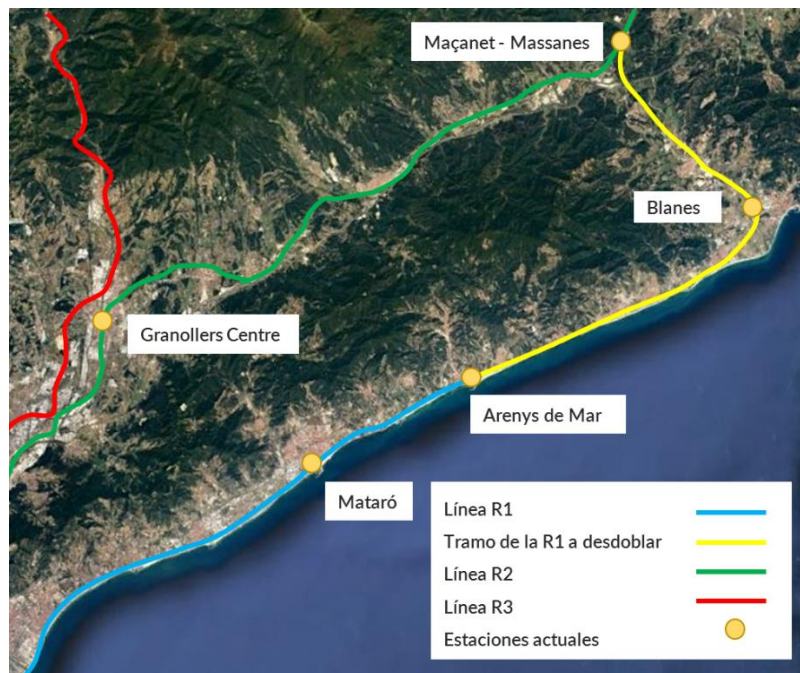 Maçanet - Massanes
Blanes
Granollers Centre
Arenys de Mar
Mataró
Línea R1
Tramo de la R1 a desdoblar
Línea R2
Línea R3
Estaciones actuales